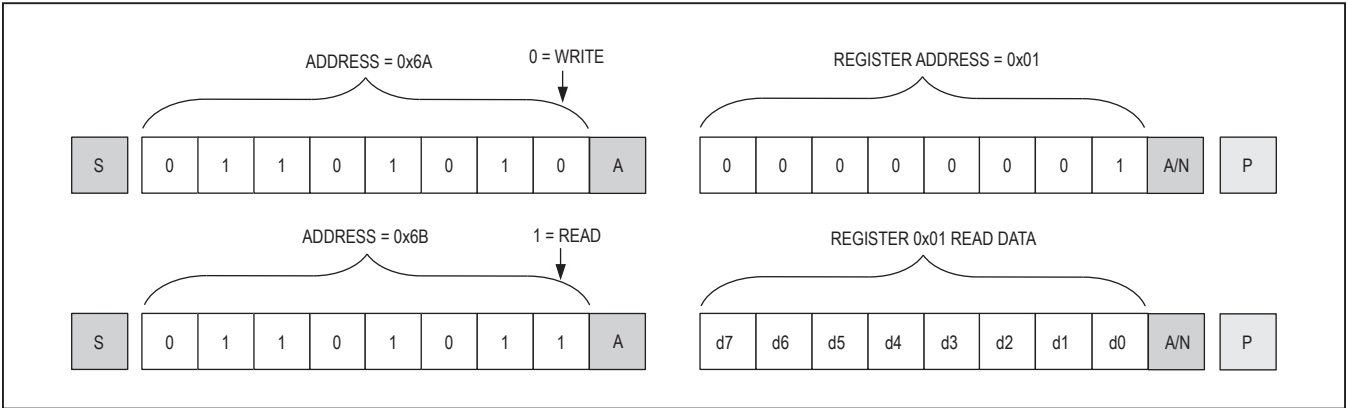 ADDRESS = 0x6A 0 = WRITE REGISTER ADDRESS = 0x01
S 0 1 1 0 1 0 1 0 A 0 0 0 0 0 0 0 1 A/N P
ADDRESS = 0x6B 1 = READ REGISTER 0x01 READ DATA
S 0 1 1 0 1 0 1 1 A d7 d6 d5 d4 d3 d2 d1 d0 A/N P